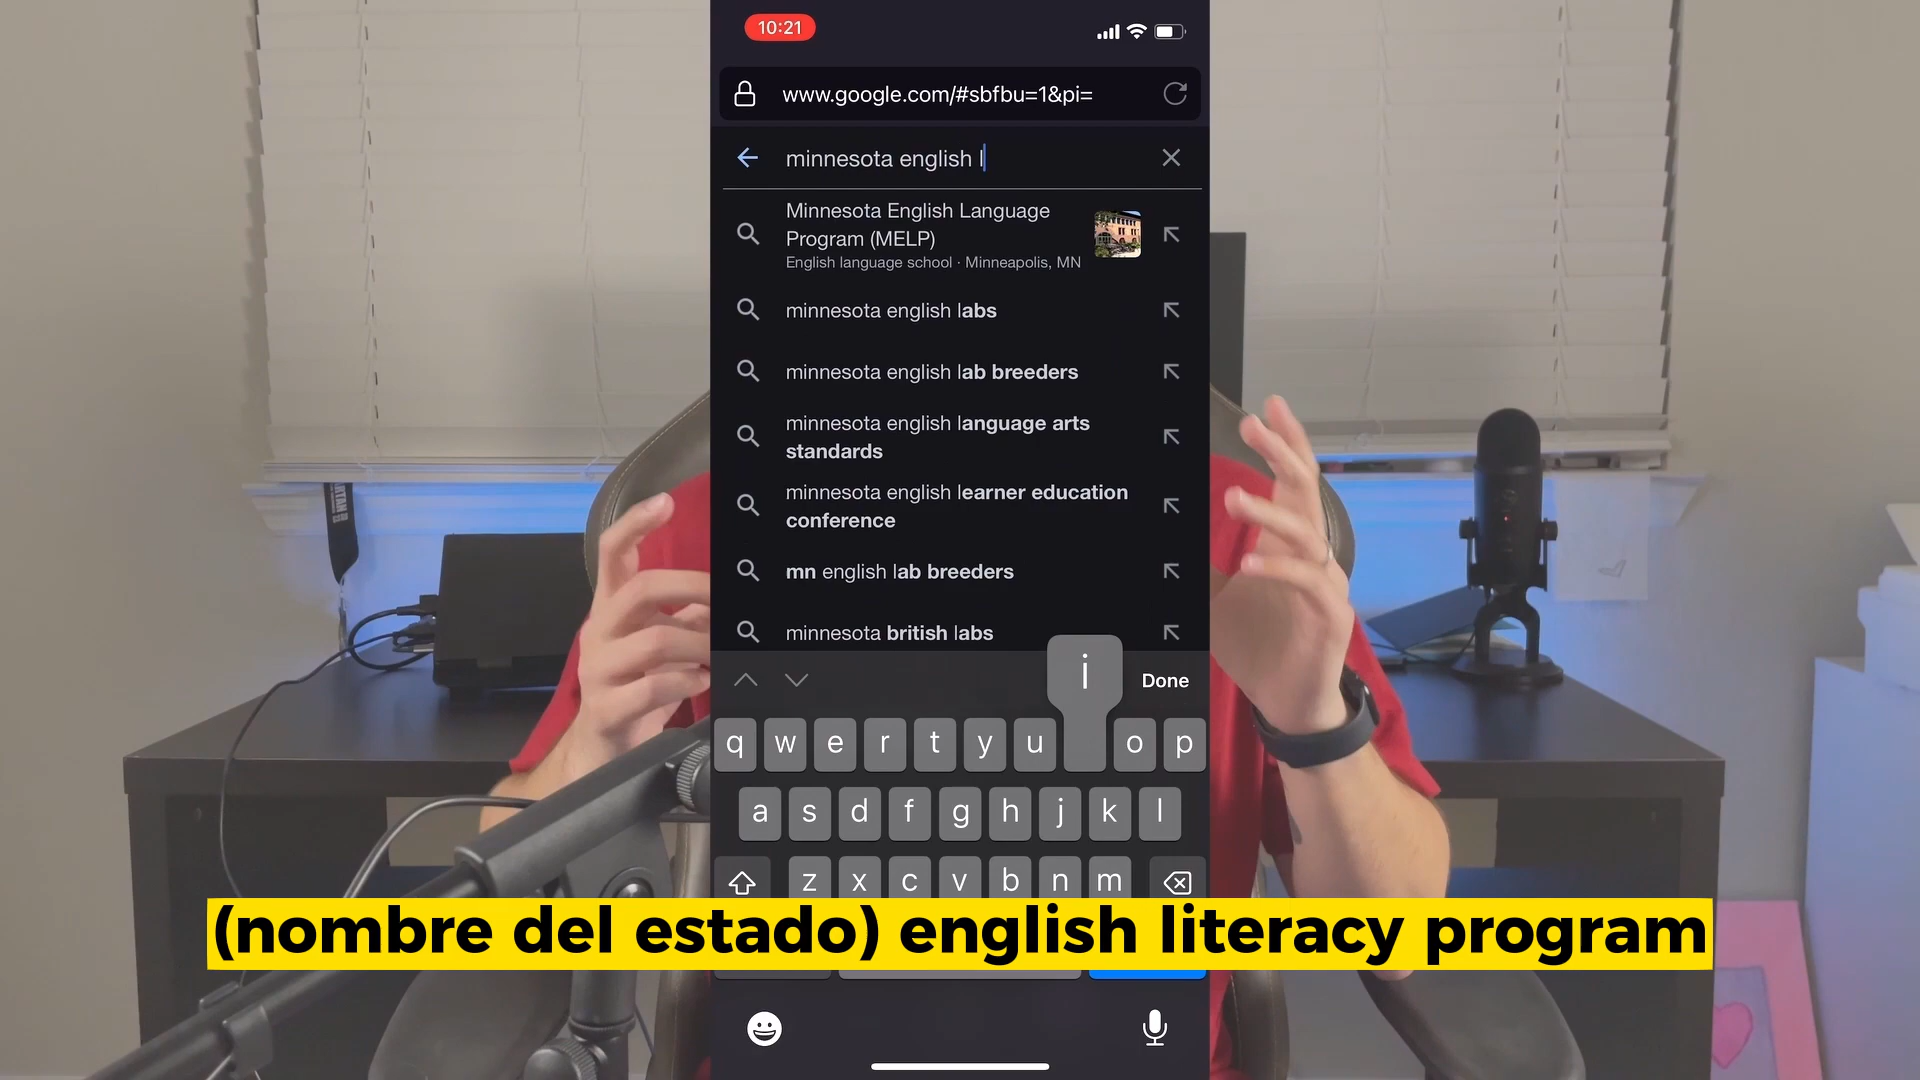 10:21
www.google.com/#sbfbu=1&pi=
minnesota english l
Minnesota English Language
Program (MELP)
English language school · Minneapolis, MN
minnesota english labs
minnesota english lab breeders
minnesota english language arts
standards
minnesota english learner education
conference
mn english lab breeders
minnesota british labs
i
Done
q w e r t y u o p
a s d f g h j k l
z x c v b n m
(nombre del estado) english literacy program